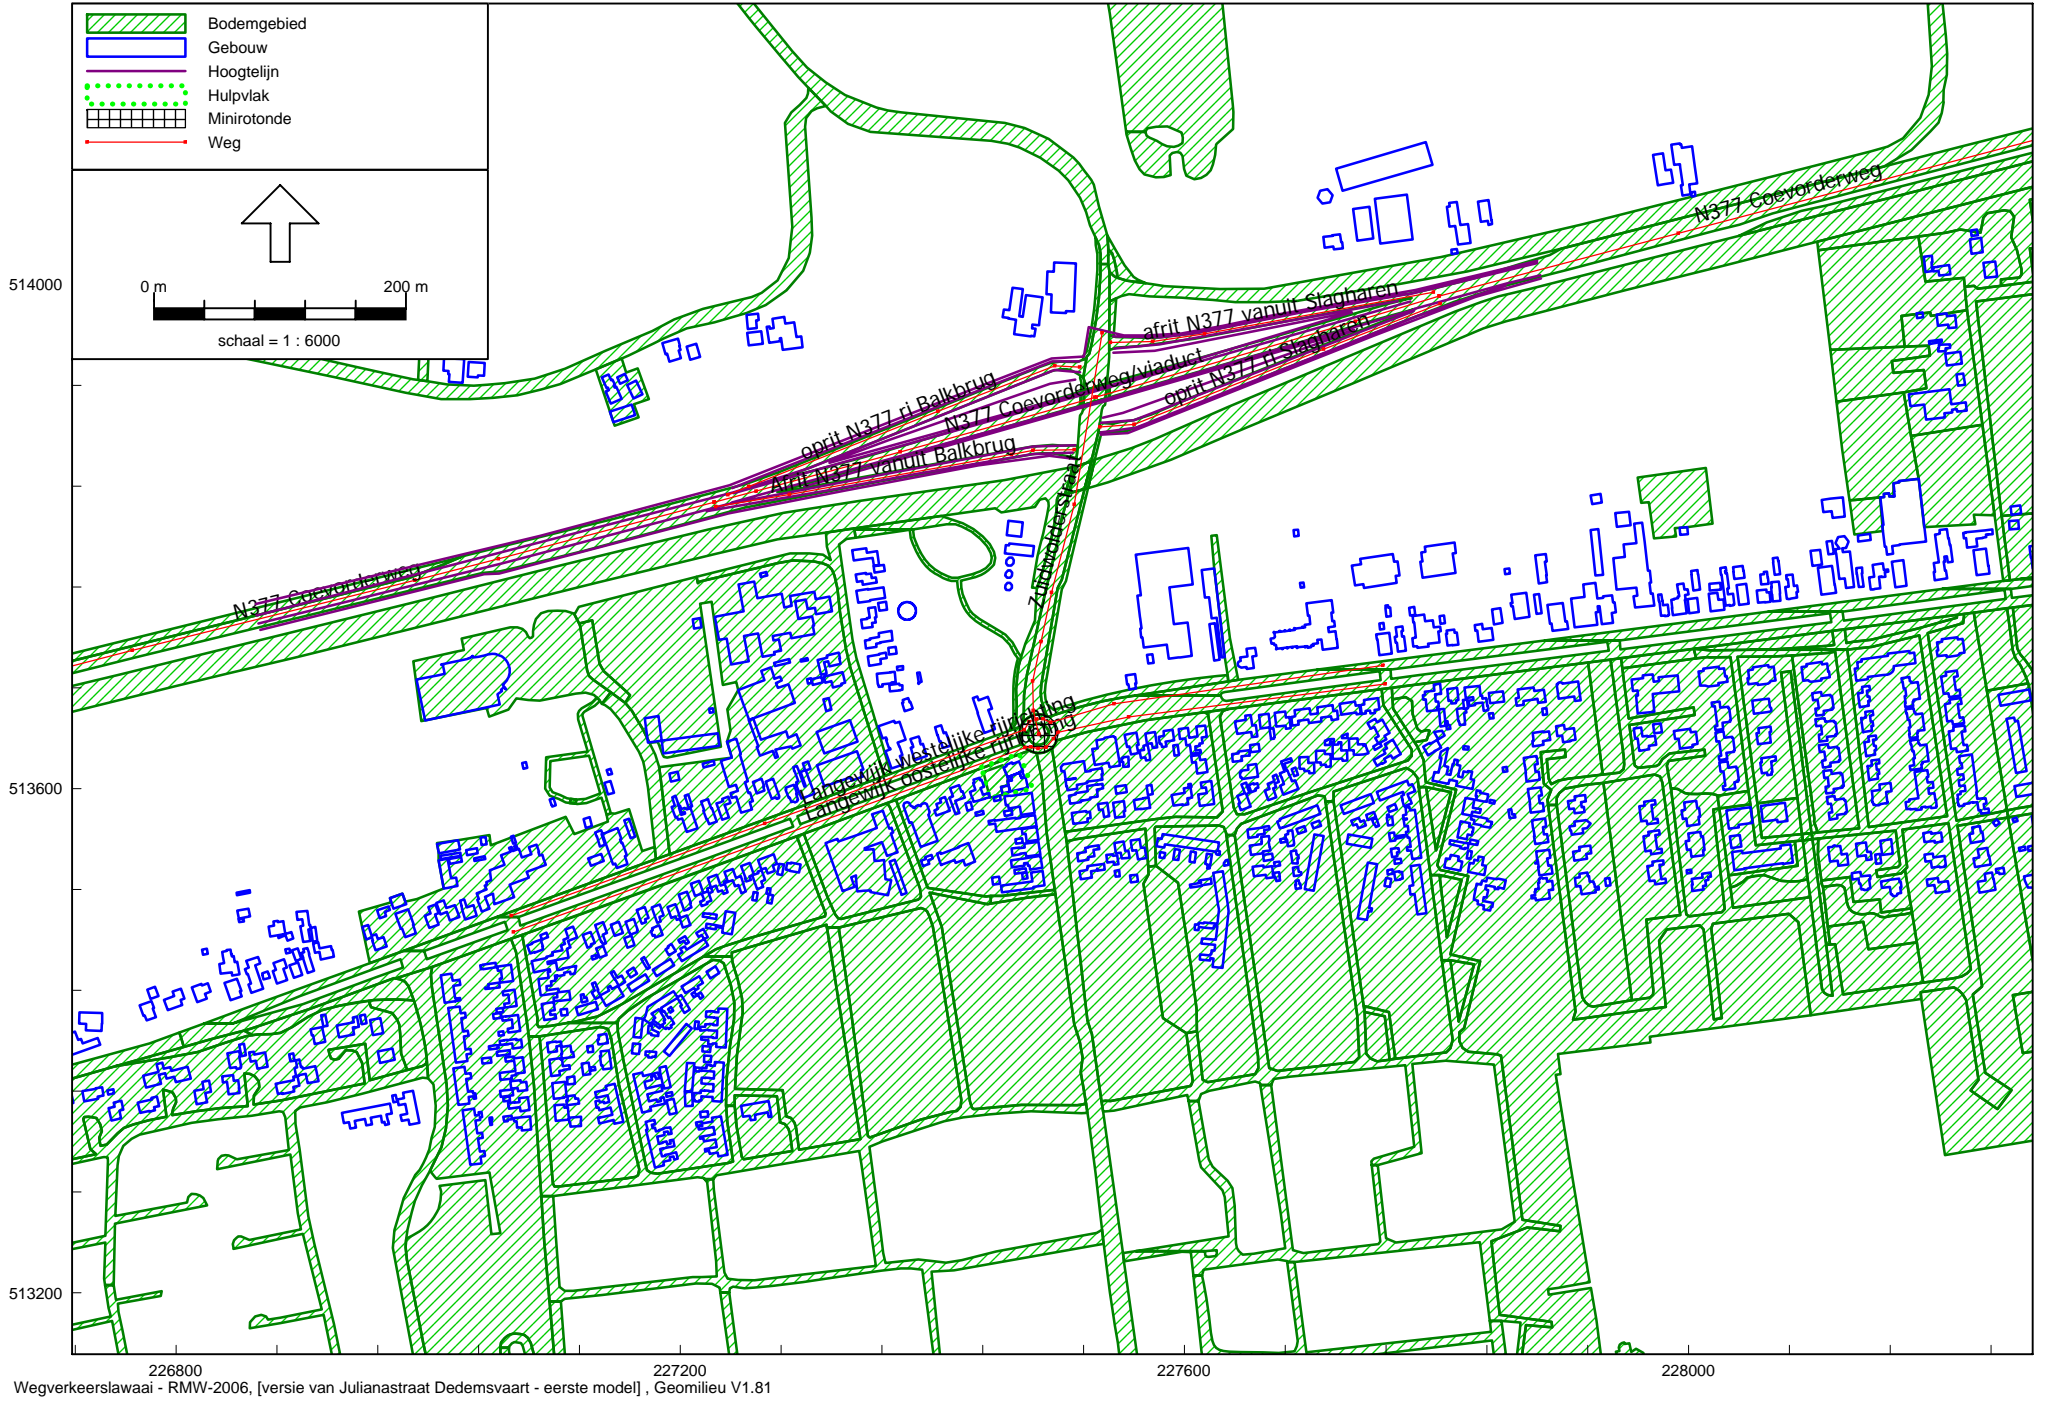 Bodemgebied
Gebouw
Hoogtelijn
Hulpvlak
Minirotonde
Weg
0 m
200 m
schaal = 1 : 6000
514000
513600
513200
226800
227200
227600
228000
N377 Coevorderweg
afrit N377 vanuit Slagharen
oprit N377 ri Slagharen
N377 Coevorderweg/viaduct
oprit N377 ri Balkbrug
Afrit N377 vanuit Balkbrug
Zuidwolderstraat
N377 Coevorderweg
Langewijk westelijke rijrichting
Langewijk oostelijke rijrichting
Wegverkeerslawaai - RMW-2006, [versie van Julianastraat Dedemsvaart - eerste model] , Geomilieu V1.81